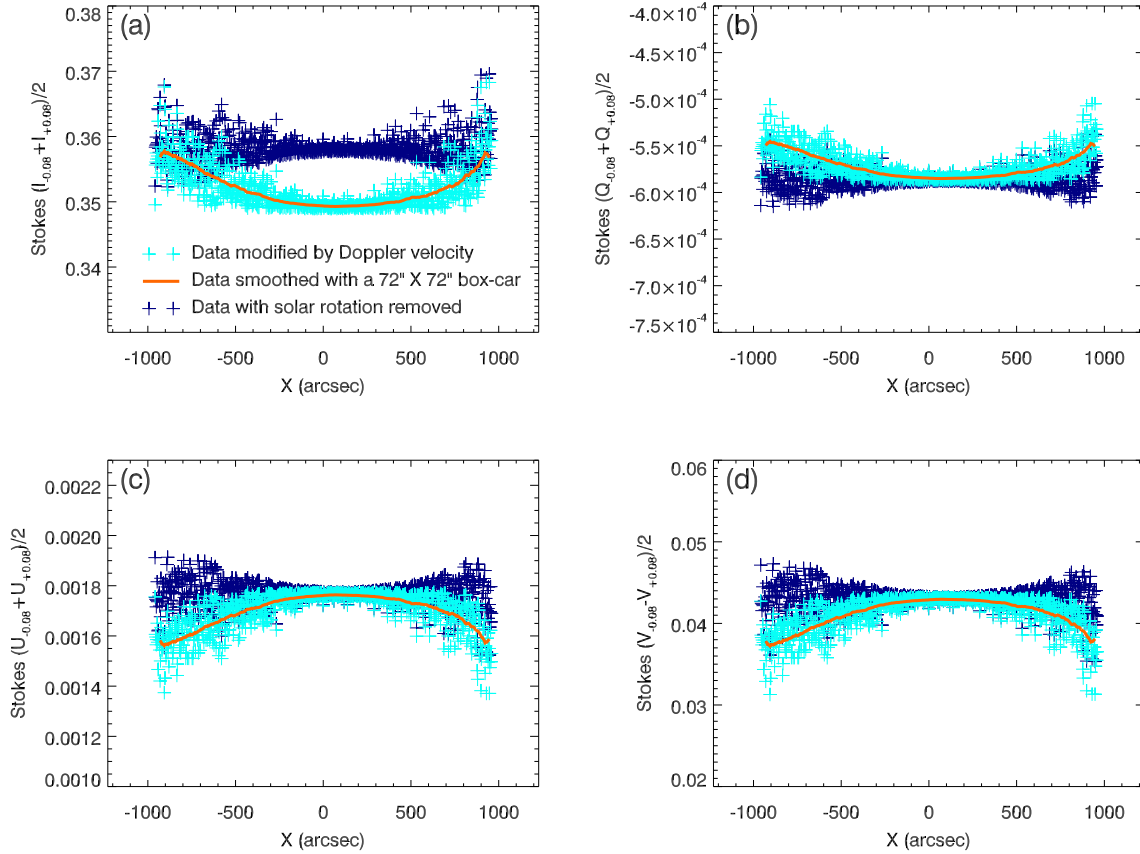 (a)
Stokes (I-0.08 + I+0.08)/2
0.38
0.37
0.36
0.35
0.34
Data modified by Doppler velocity
Data smoothed with a 72" X 72" box-car
Data with solar rotation removed
-1000 -500 0 500 1000
X (arcsec)
(b)
Stokes (Q-0.08 + Q+0.08)/2
-4.0×10⁻⁴
-4.5×10⁻⁴
-5.0×10⁻⁴
-5.5×10⁻⁴
-6.0×10⁻⁴
-6.5×10⁻⁴
-7.0×10⁻⁴
-7.5×10⁻⁴
-1000 -500 0 500 1000
X (arcsec)
(c)
Stokes (U-0.08 + U+0.08)/2
0.0022
0.0020
0.0018
0.0016
0.0014
0.0012
0.0010
-1000 -500 0 500 1000
X (arcsec)
(d)
Stokes (V-0.08-V+0.08)/2
0.06
0.05
0.04
0.03
0.02
-1000 -500 0 500 1000
X (arcsec)